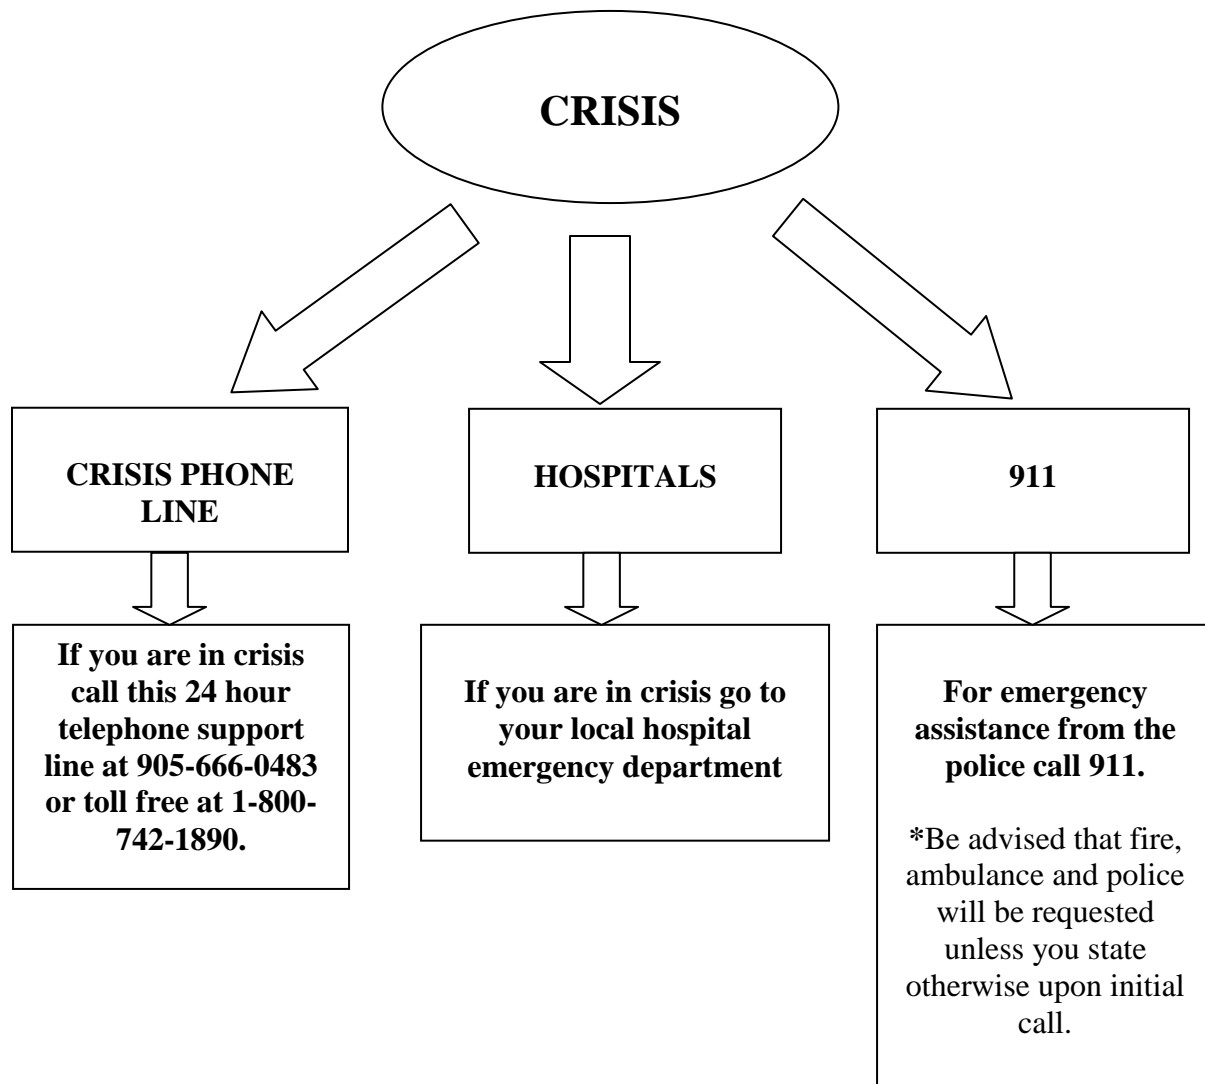 CRISIS
CRISIS PHONE
LINE
HOSPITALS
911
If you are in crisis
call this 24 hour
telephone support
line at 905-666-0483
or toll free at 1-800-
742-1890.
If you are in crisis go to
your local hospital
emergency department
For emergency
assistance from the
police call 911.
*Be advised that fire,
ambulance and police
will be requested
unless you state
otherwise upon initial
call.